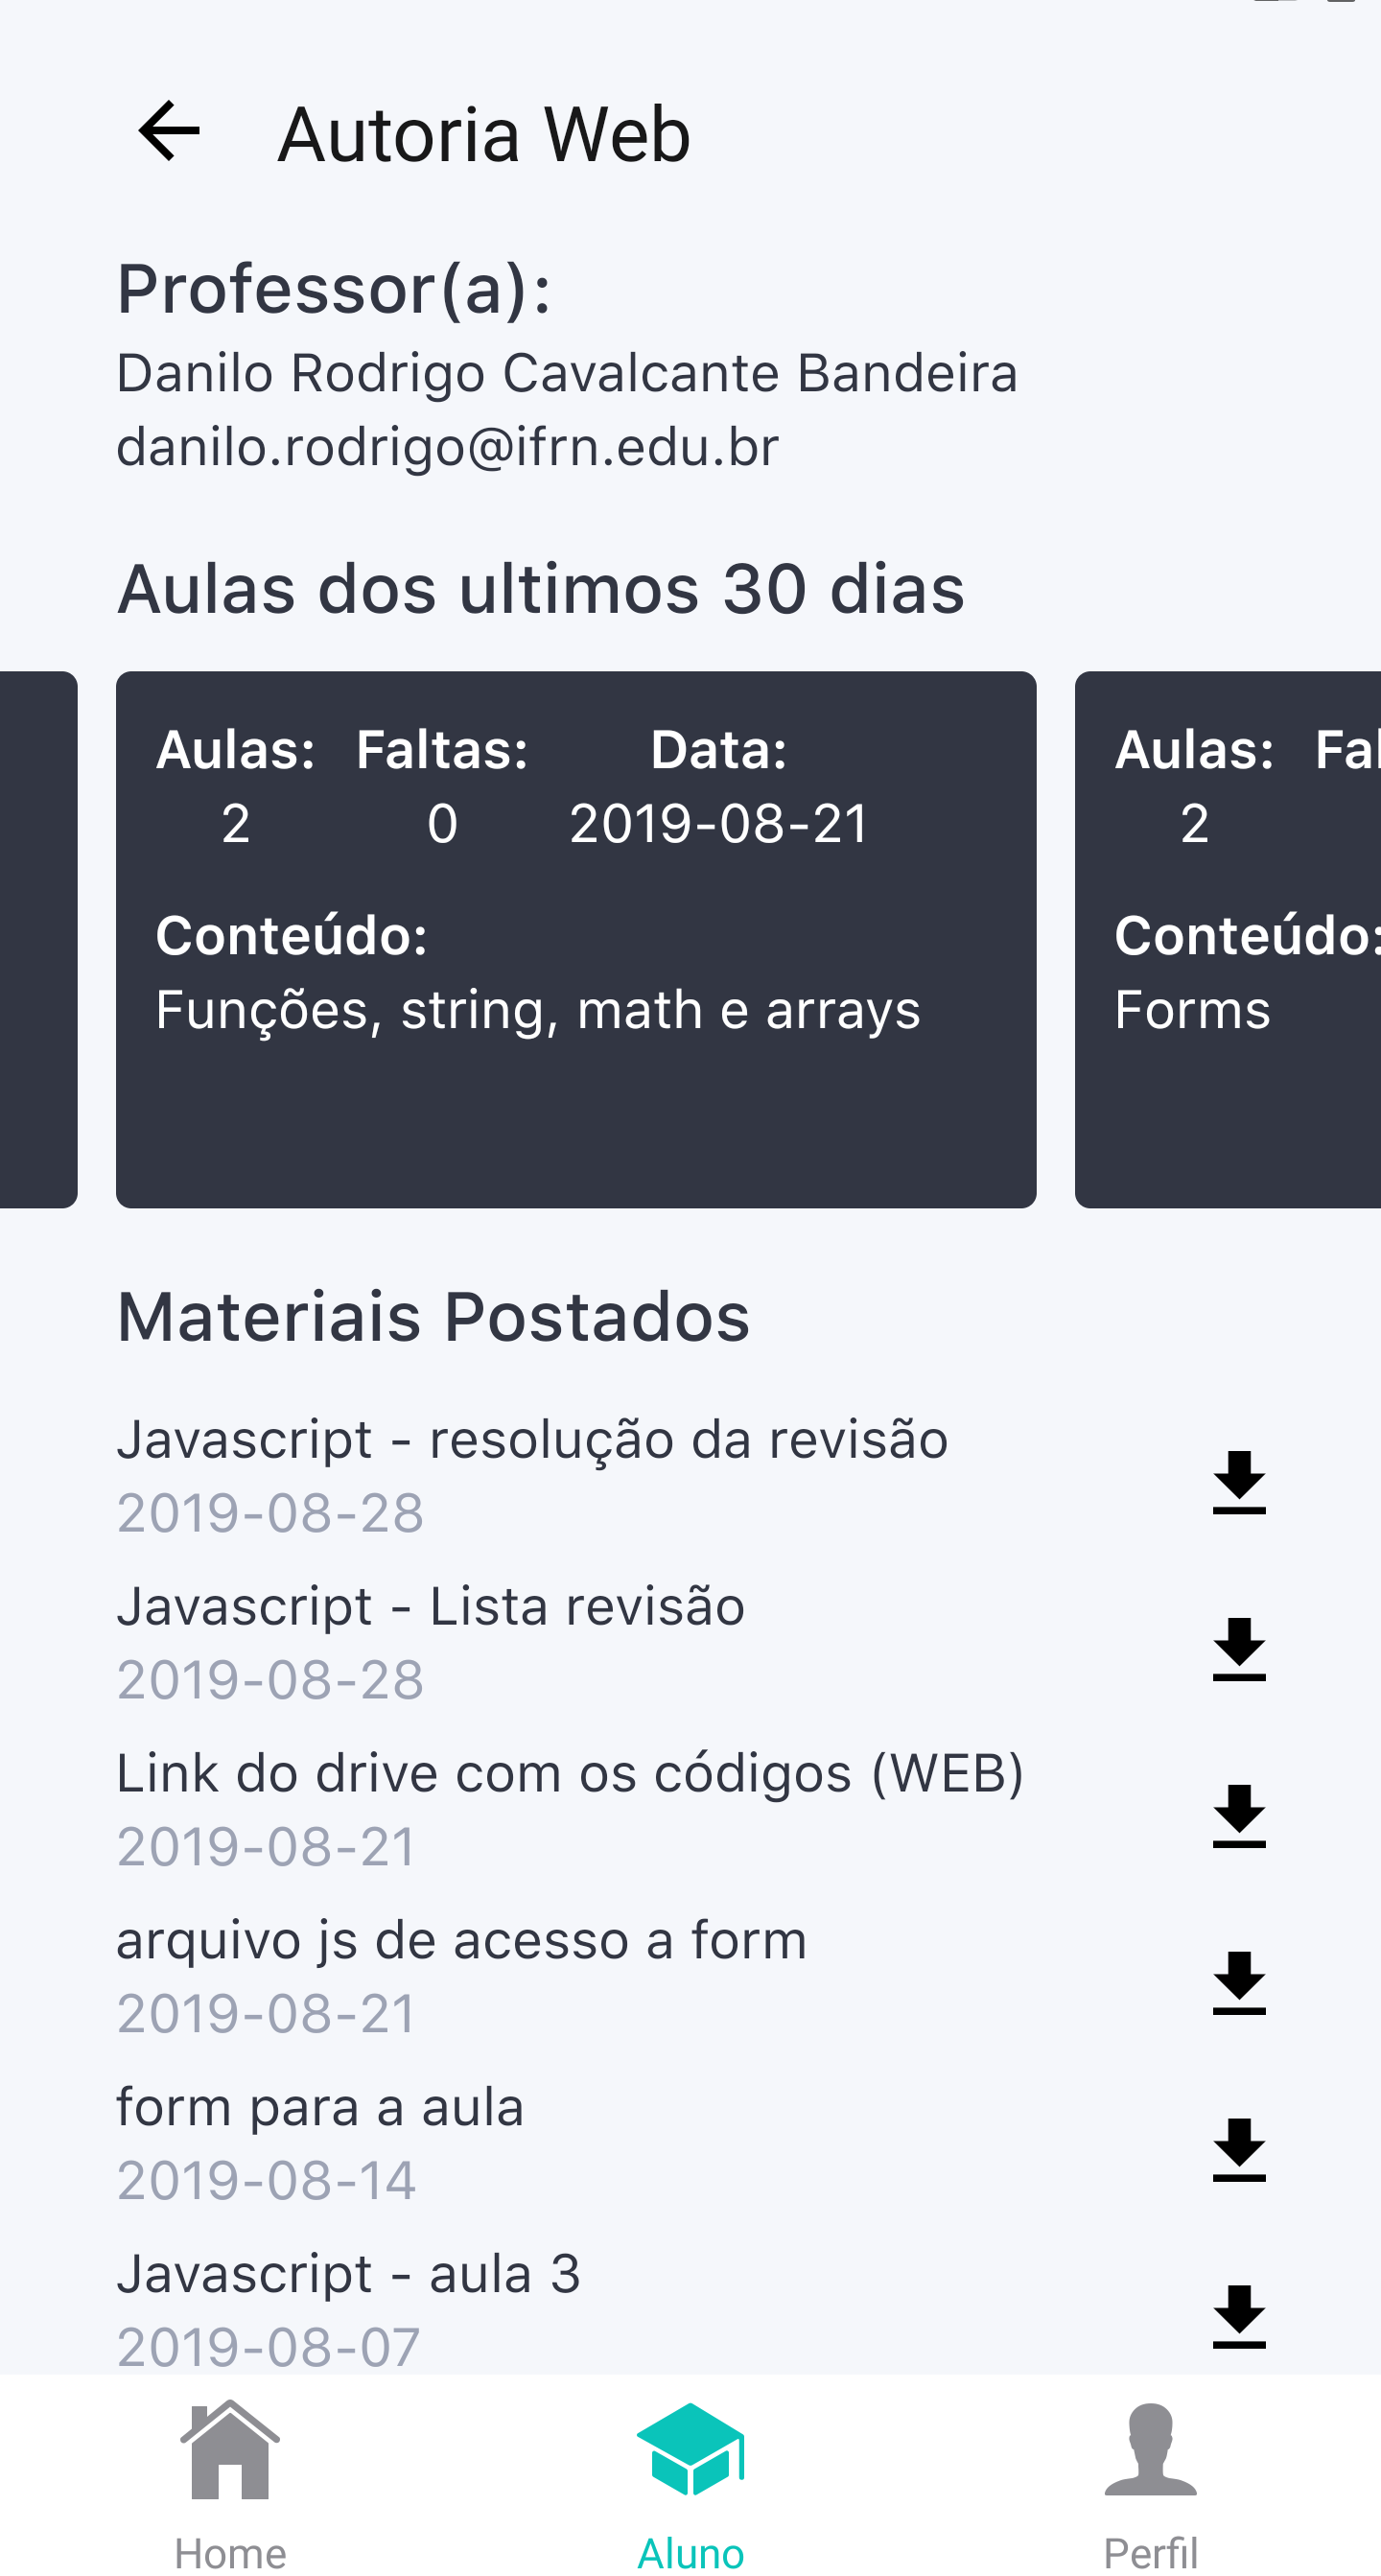 Autoria Web
Professor(a):
Danilo Rodrigo Cavalcante Bandeira
danilo.rodrigo@ifrn.edu.br
Aulas dos ultimos 30 dias
Aulas: Faltas: Data:
2 0 2019-08-21
Conteúdo:
Funções, string, math e arrays
Aulas:
2
Conteúdo:
Forms
Materiais Postados
Javascript - resolução da revisão
2019-08-28
Javascript - Lista revisão
2019-08-28
Link do drive com os códigos (WEB)
2019-08-21
arquivo js de acesso a form
2019-08-21
form para a aula
2019-08-14
Javascript - aula 3
2019-08-07
Home Aluno Perfil